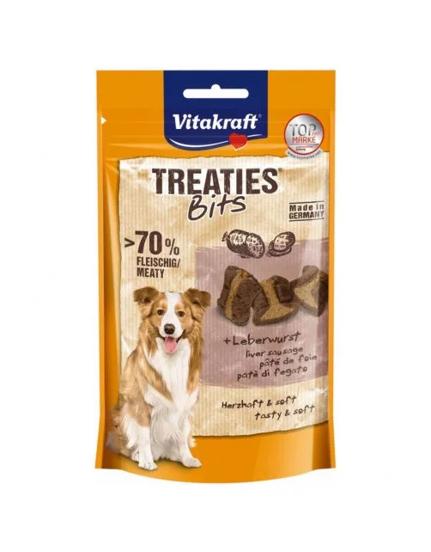 Vitakraft
TOP
MARKE
TREATIES®
Bits
Made in
GERMANY
>70%
FLEISCHIG/
MEATY
+Leberwurst
liver sausage
pâté de foie
patè di fegato
Herzhaft & soft
tasty & soft